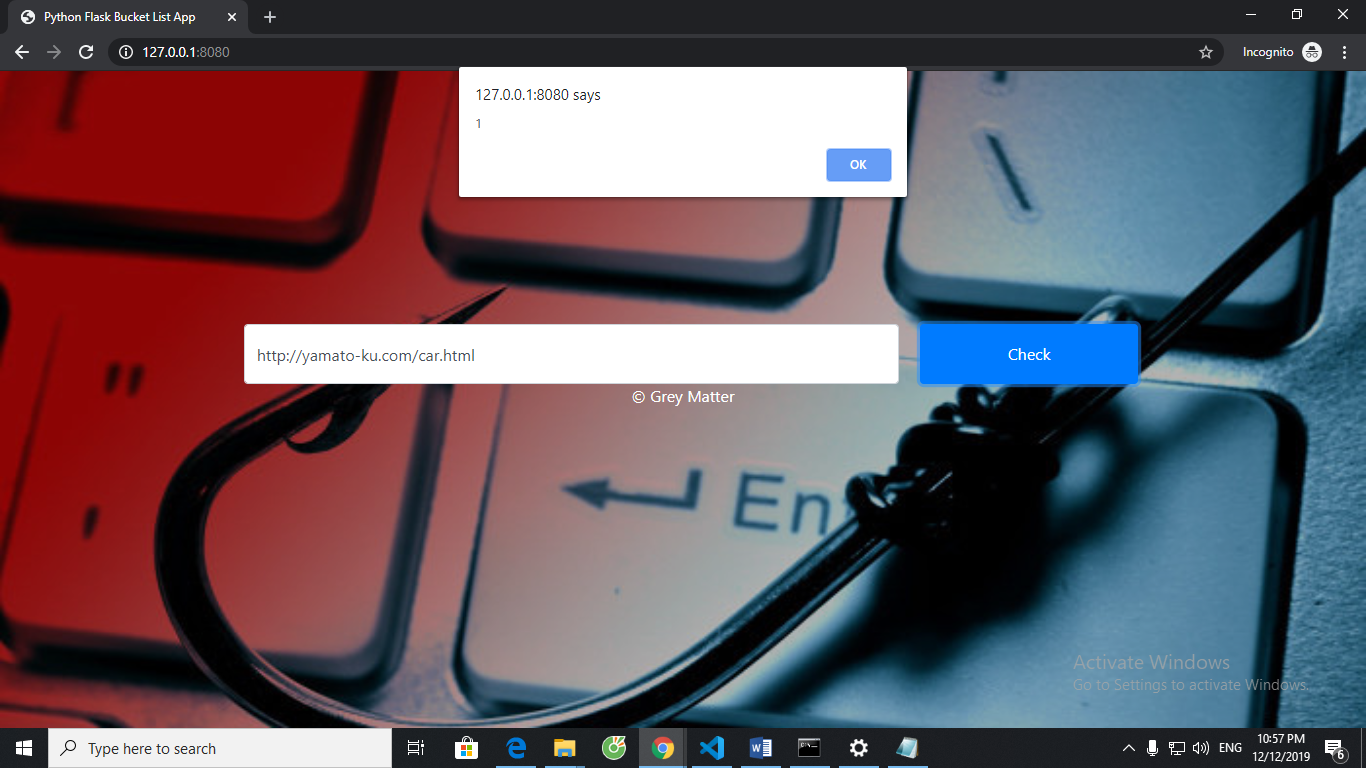 Python Flask Bucket List App
127.0.0.1:8080
Incognito
127.0.0.1:8080 says
1
OK
http://yamato-ku.com/car.html
Check
© Grey Matter
Ent
Activate Windows
Go to Settings to activate Windows.
Type here to search
ENG
10:57 PM
12/12/2019
6